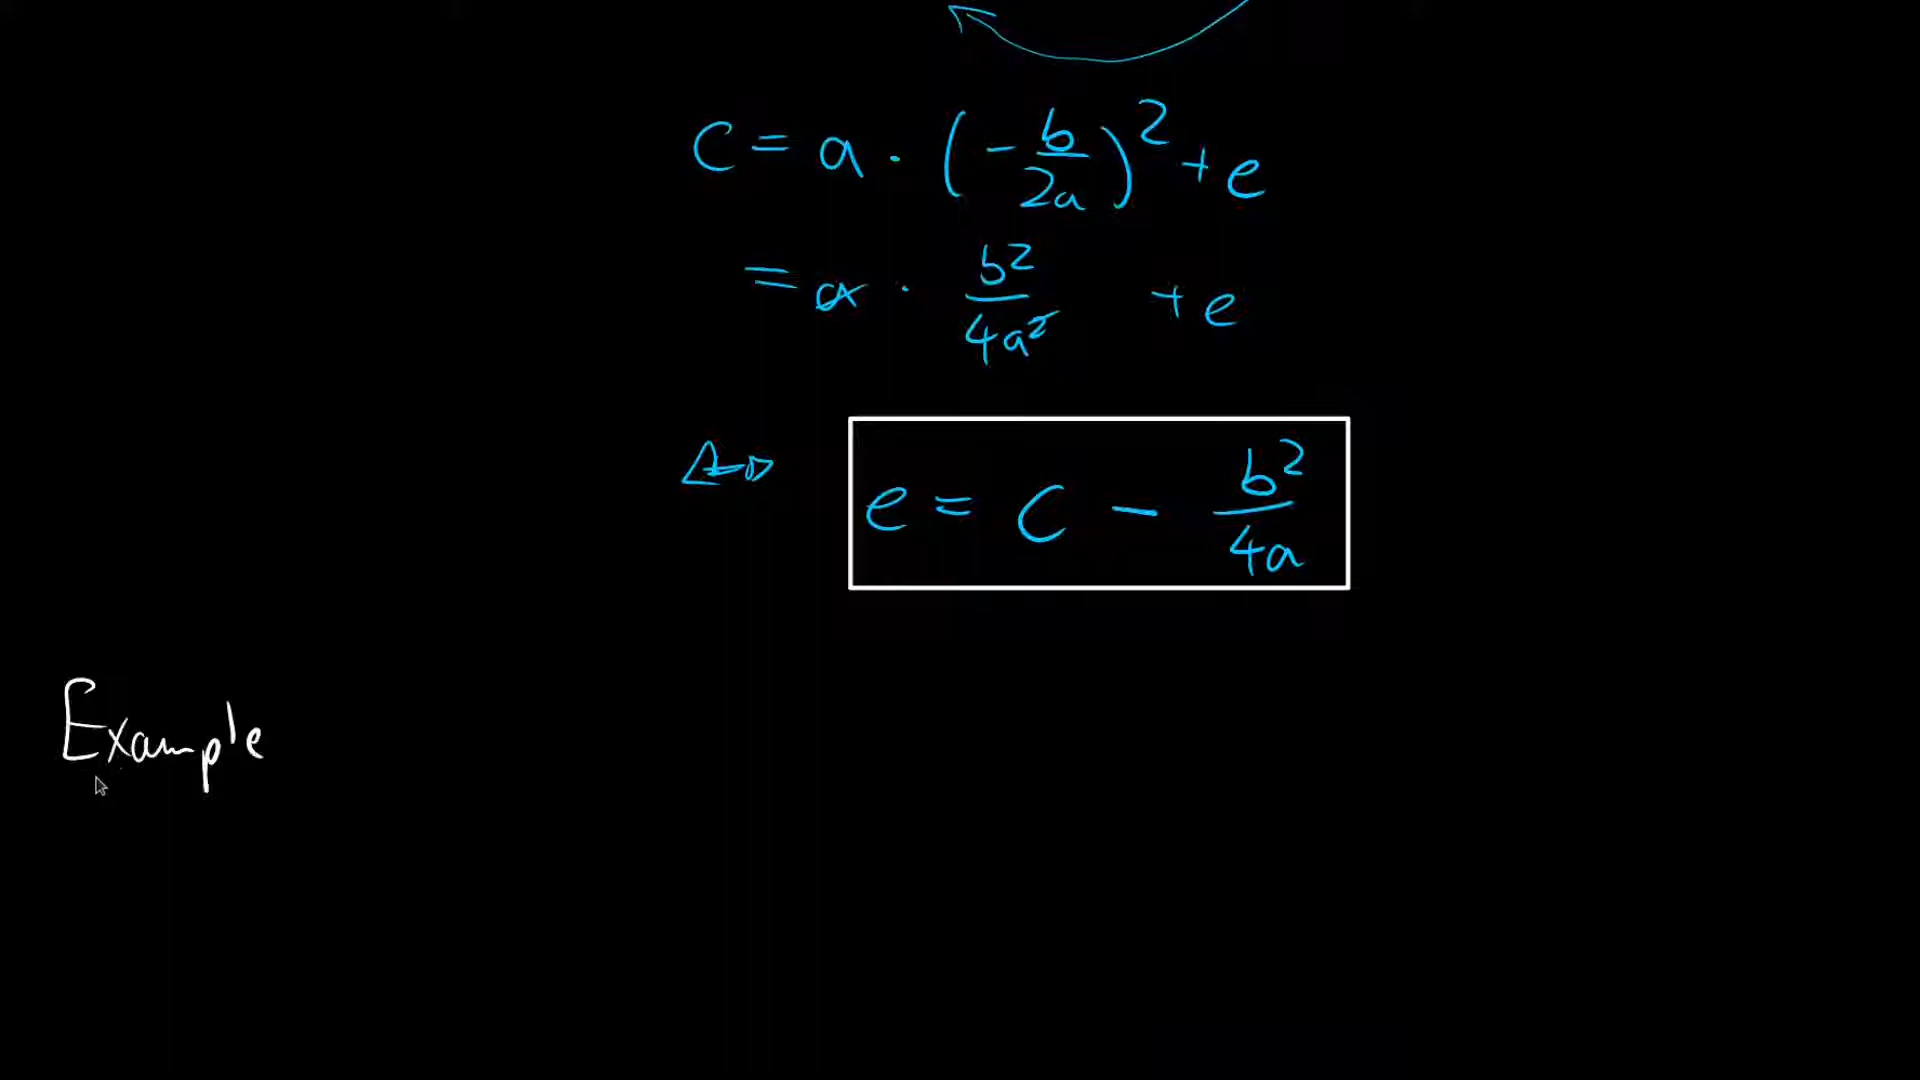 c = a · (- b/2a)² + e
= a · b²/4a² + e
⇔ e = c - b²/4a
Example